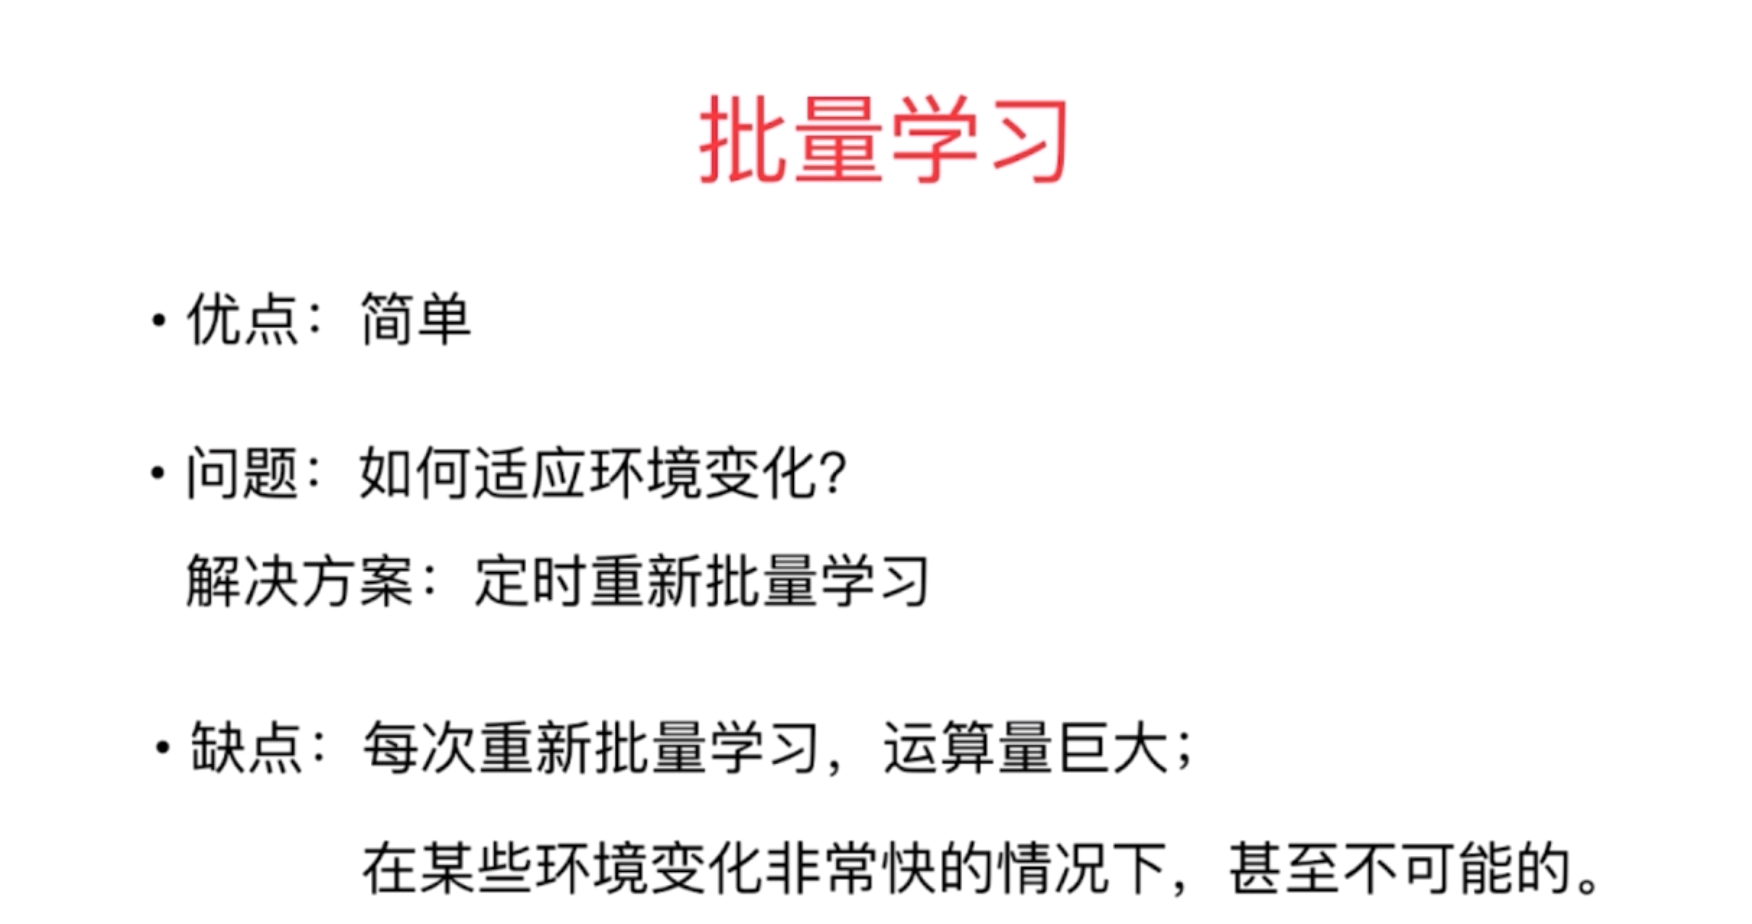 批量学习
• 优点：简单
• 问题：如何适应环境变化？
解决方案：定时重新批量学习
• 缺点：每次重新批量学习，运算量巨大；
在某些环境变化非常快的情况下，甚至不可能的。